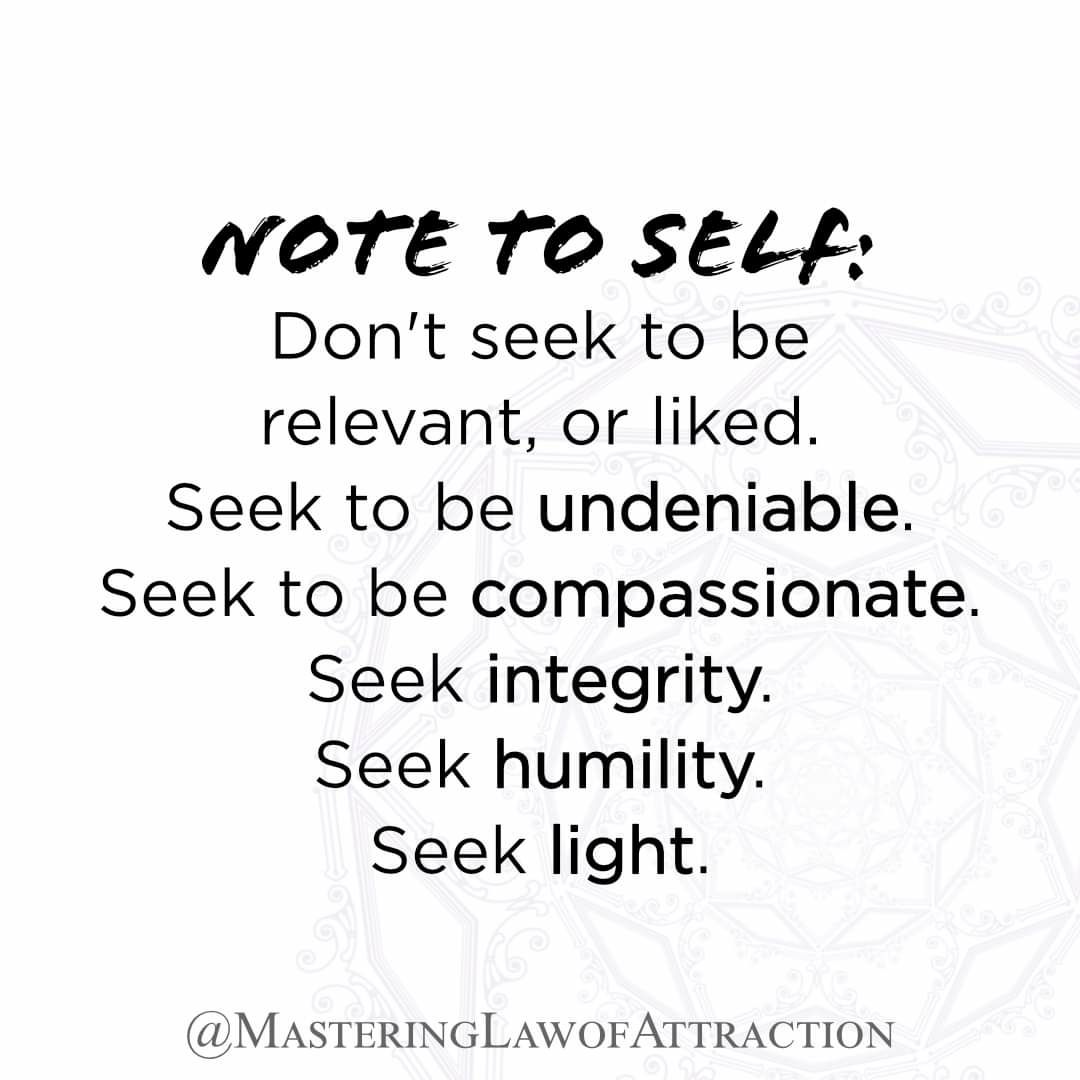 NOTE TO SELF:
Don't seek to be
relevant, or liked.
Seek to be undeniable.
Seek to be compassionate.
Seek integrity.
Seek humility.
Seek light.
@MasteringLawofAttraction